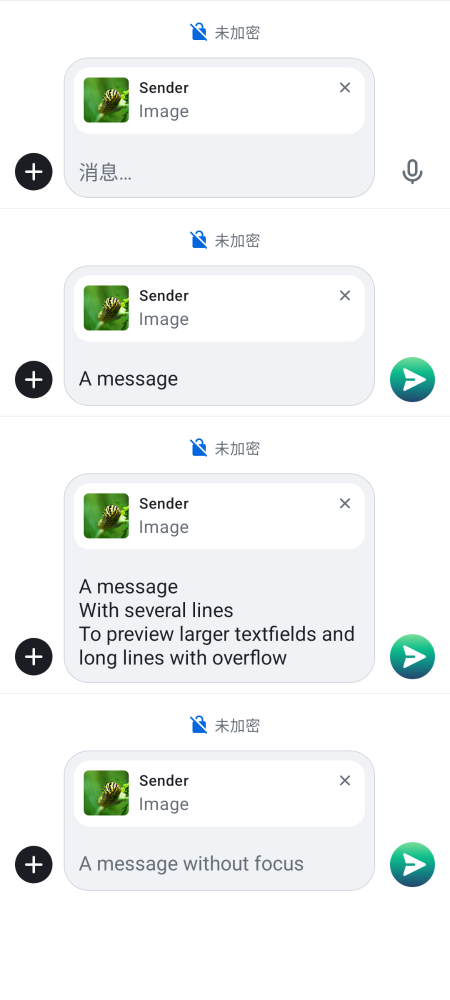 未加密
Sender
Image
消息…
未加密
Sender
Image
A message
未加密
Sender
Image
A message
With several lines
To preview larger textfields and
long lines with overflow
未加密
Sender
Image
A message without focus